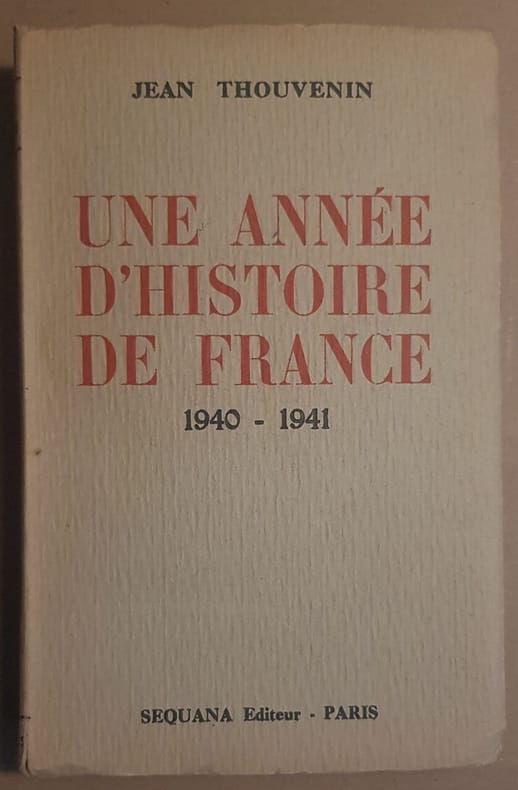 JEAN THOUVENIN
UNE ANNÉE
D'HISTOIRE
DE FRANCE
1940 - 1941
SEQUANA Editeur - PARIS